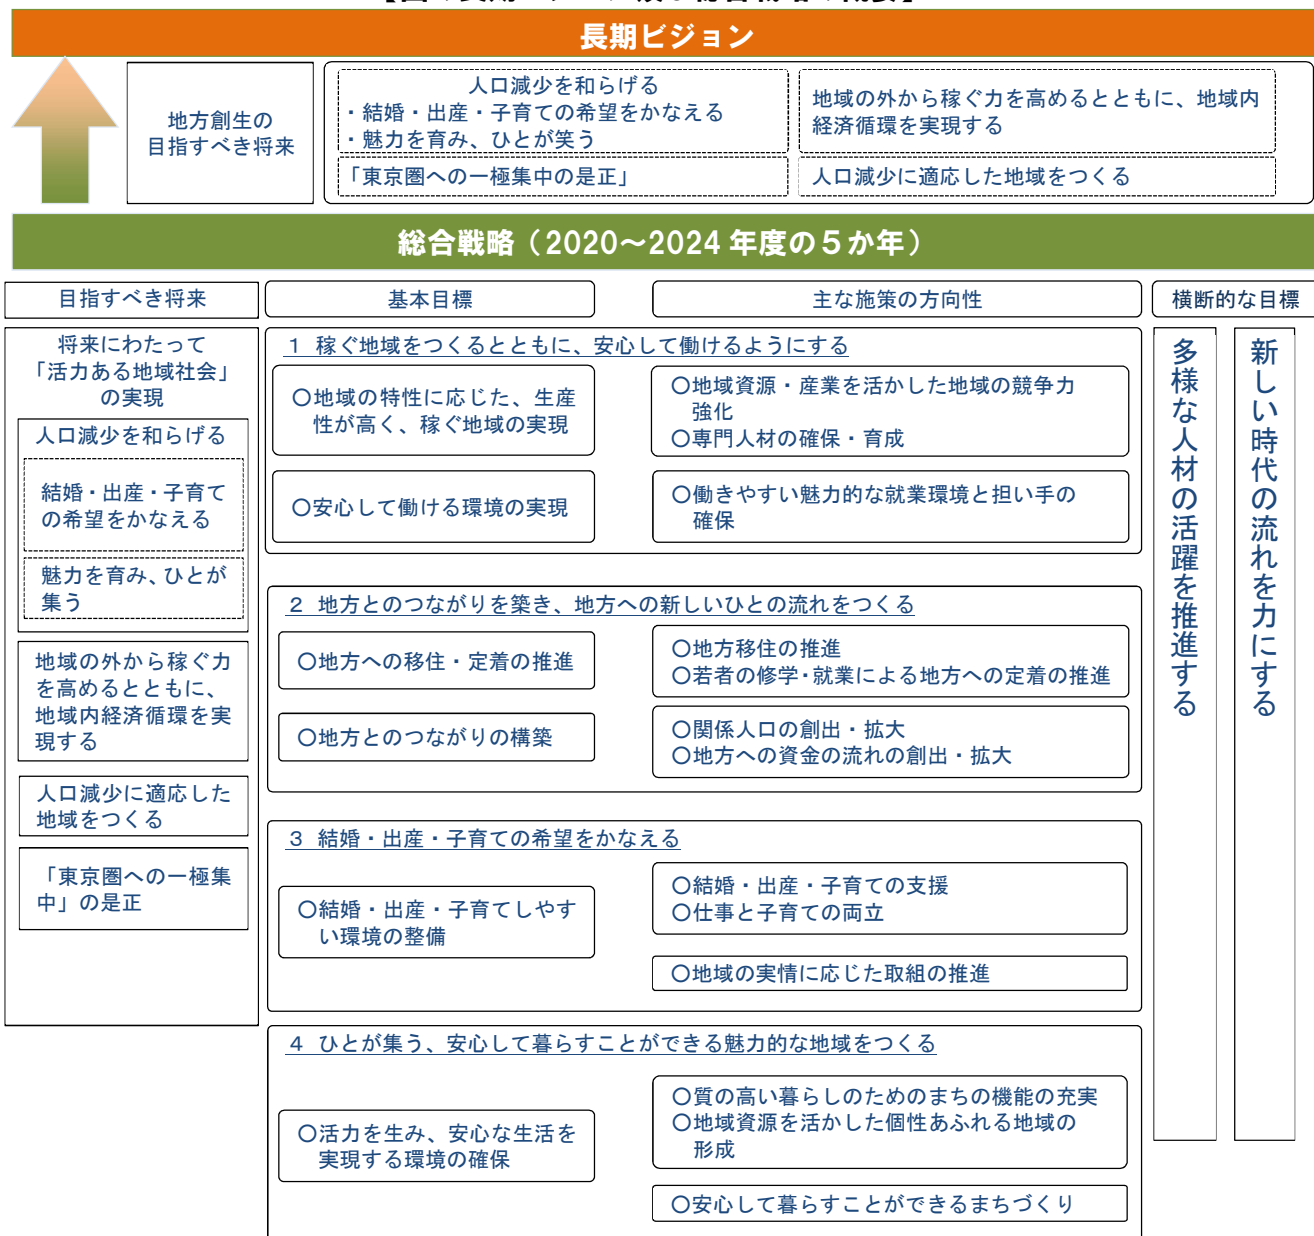 長期ビジョン
地方創生の
目指すべき将来
人口減少を和らげる
・結婚・出産・子育ての希望をかなえる
・魅力を育み、ひとが笑う
地域の外から稼ぐ力を高めるとともに、地域内
経済循環を実現する
「東京圏への一極集中の是正」
人口減少に適応した地域をつくる
総合戦略（2020～2024 年度の５か年）
目指すべき将来
基本目標
主な施策の方向性
横断的な目標
将来にわたって
「活力ある地域社会」
の実現
人口減少を和らげる
結婚・出産・子育て
の希望をかなえる
魅力を育み、ひとが
集う
地域の外から稼ぐ力
を高めるとともに、
地域内経済循環を実
現する
人口減少に適応した
地域をつくる
「東京圏への一極集
中」の是正
１ 稼ぐ地域をつくるとともに、安心して働けるようにする
○地域の特性に応じた、生産
性が高く、稼ぐ地域の実現
○地域資源・産業を活かした地域の競争力
強化
○専門人材の確保・育成
○安心して働ける環境の実現
○働きやすい魅力的な就業環境と担い手の
確保
２ 地方とのつながりを築き、地方への新しいひとの流れをつくる
○地方への移住・定着の推進
○地方移住の推進
○若者の修学・就業による地方への定着の推進
○地方とのつながりの構築
○関係人口の創出・拡大
○地方への資金の流れの創出・拡大
３ 結婚・出産・子育ての希望をかなえる
○結婚・出産・子育てしやす
い環境の整備
○結婚・出産・子育ての支援
○仕事と子育ての両立
○地域の実情に応じた取組の推進
４ ひとが集う、安心して暮らすことができる魅力的な地域をつくる
○活力を生み、安心な生活を
実現する環境の確保
○質の高い暮らしのためのまちの機能の充実
○地域資源を活かした個性あふれる地域の
形成
○安心して暮らすことができるまちづくり
多様な人材の活躍を推進する
新しい時代の流れを力にする